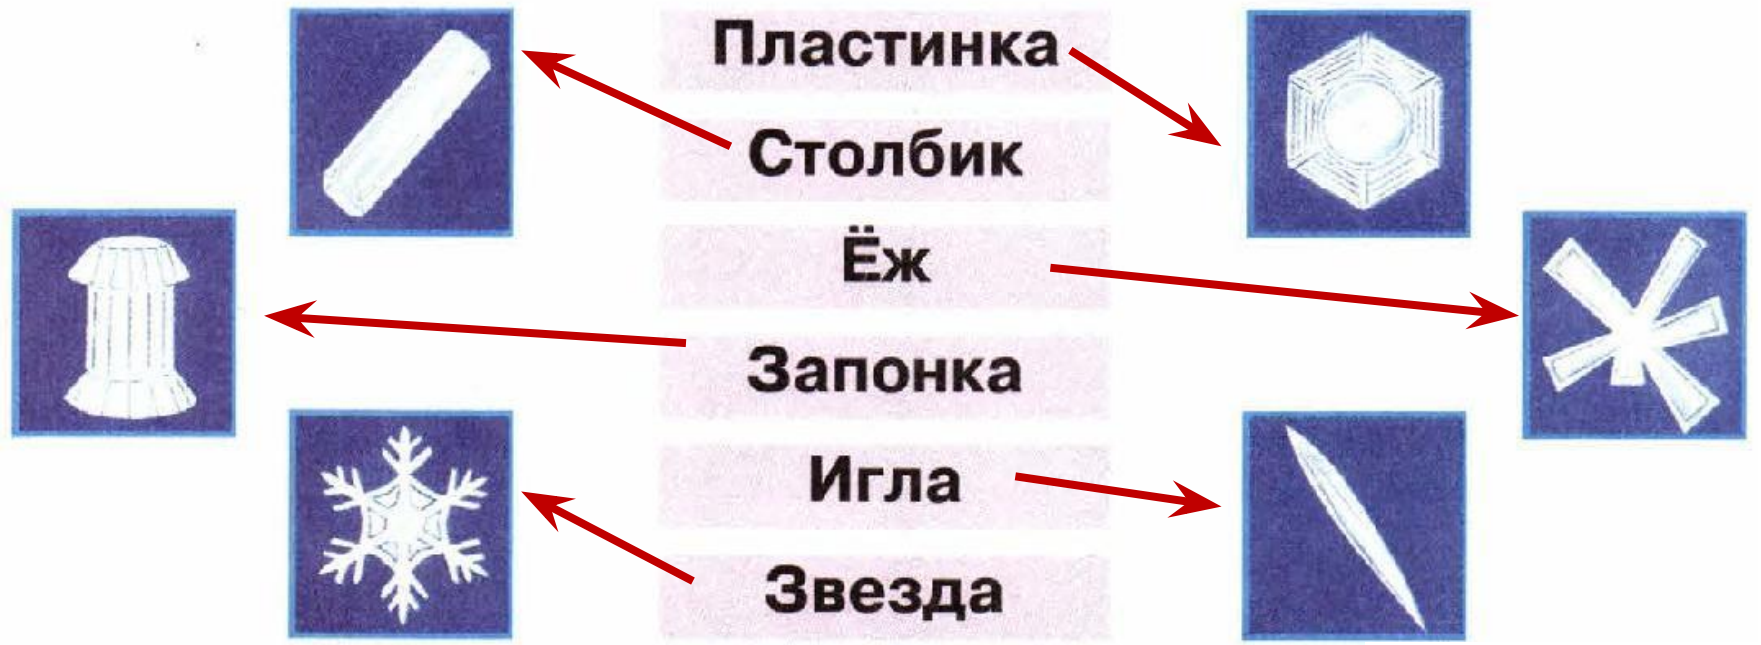 Пластинка
Столбик
Ёж
Запонка
Игла
Звезда